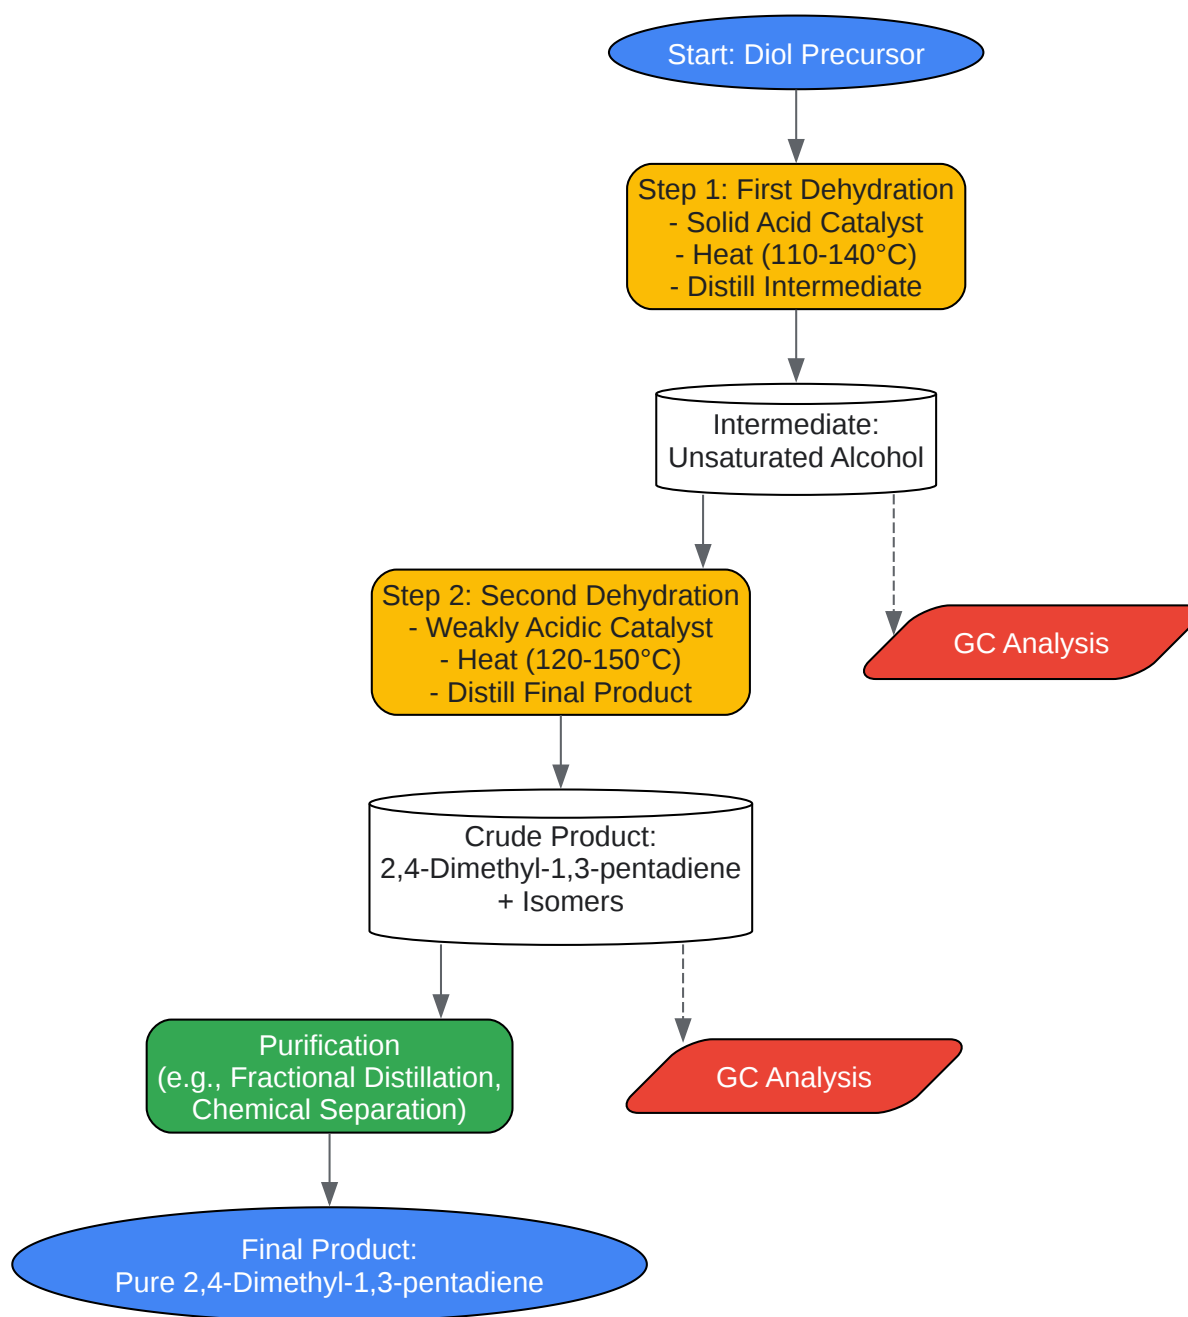 Start: Diol Precursor
Step 1: First Dehydration
- Solid Acid Catalyst
- Heat (110-140°C)
- Distill Intermediate
Intermediate:
Unsaturated Alcohol
Step 2: Second Dehydration
- Weakly Acidic Catalyst
- Heat (120-150°C)
- Distill Final Product
GC Analysis
Crude Product:
2,4-Dimethyl-1,3-pentadiene
+ Isomers
Purification
(e.g., Fractional Distillation,
Chemical Separation)
GC Analysis
Final Product:
Pure 2,4-Dimethyl-1,3-pentadiene